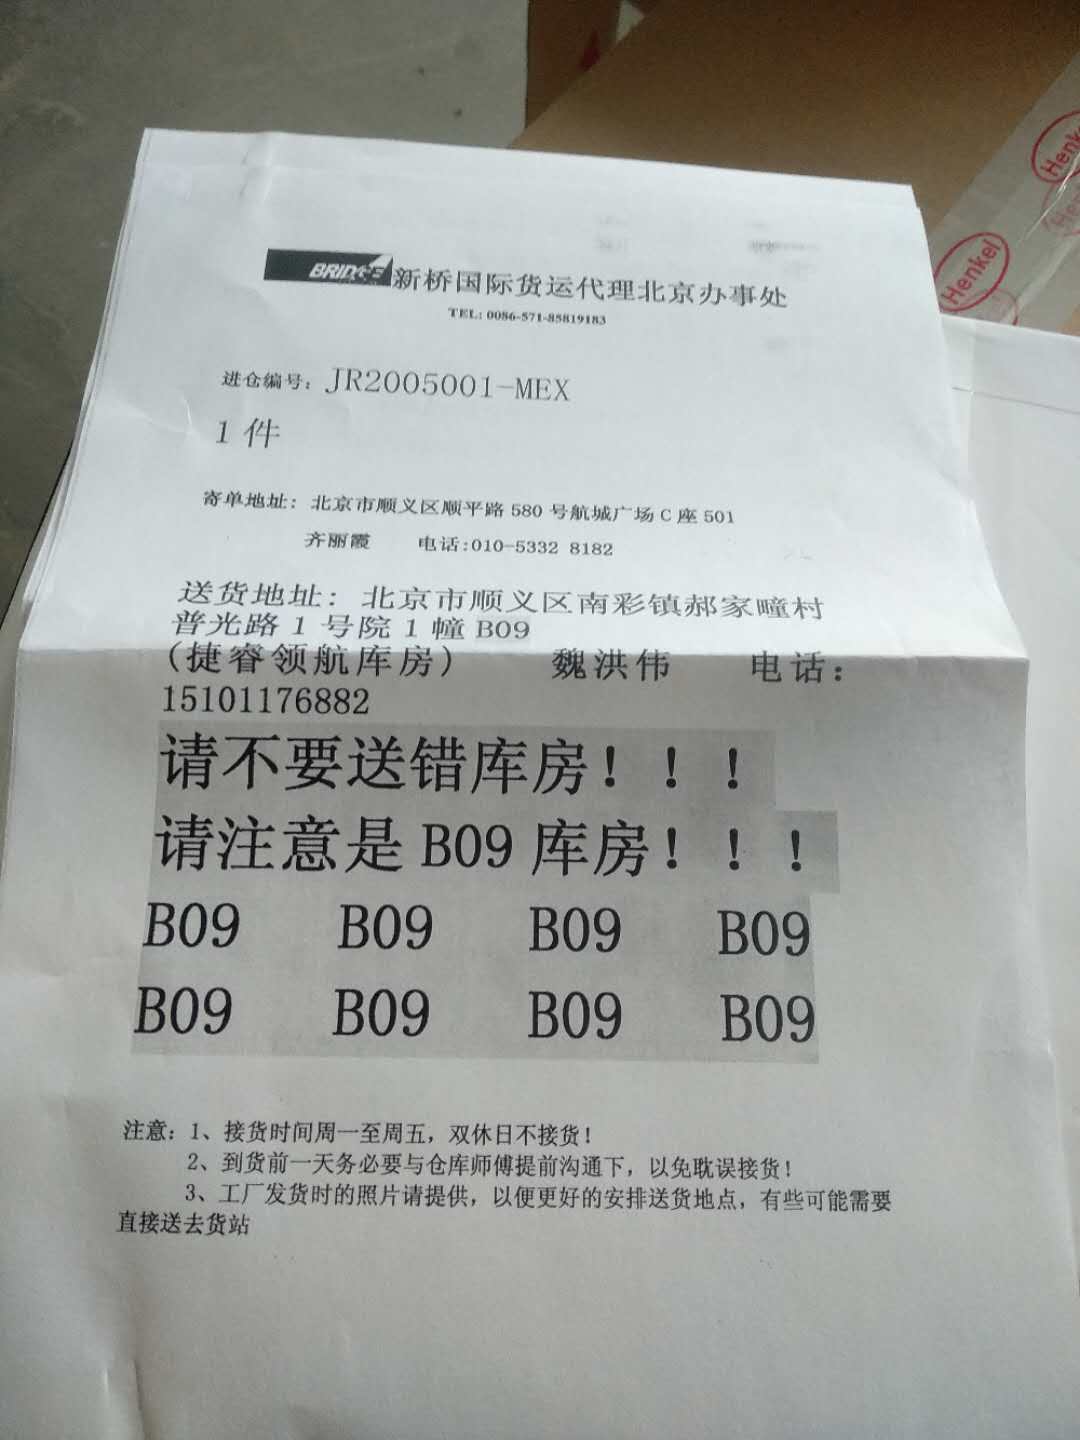 BRIDGE 新桥国际货运代理北京办事处
TEL: 0086-571-85819183
进仓编号: JR2005001-MEX
1 件
寄单地址: 北京市顺义区顺平路 580 号航城广场 C 座 501
齐丽霞 电话:010-5332 8182
送货地址: 北京市顺义区南彩镇郝家疃村
普光路 1 号院 1 幢 B09
(捷睿领航库房) 魏洪伟 电话:
15101176882
请不要送错库房！！！
请注意是 B09 库房！！！
B09 B09 B09 B09
B09 B09 B09 B09
注意: 1、接货时间周一至周五，双休日不接货！
2、到货前一天务必要与仓库师傅提前沟通下，以免耽误接货！
3、工厂发货时的照片请提供，以便更好的安排送货地点，有些可能需要
直接送去货站
Henkel
Henkel